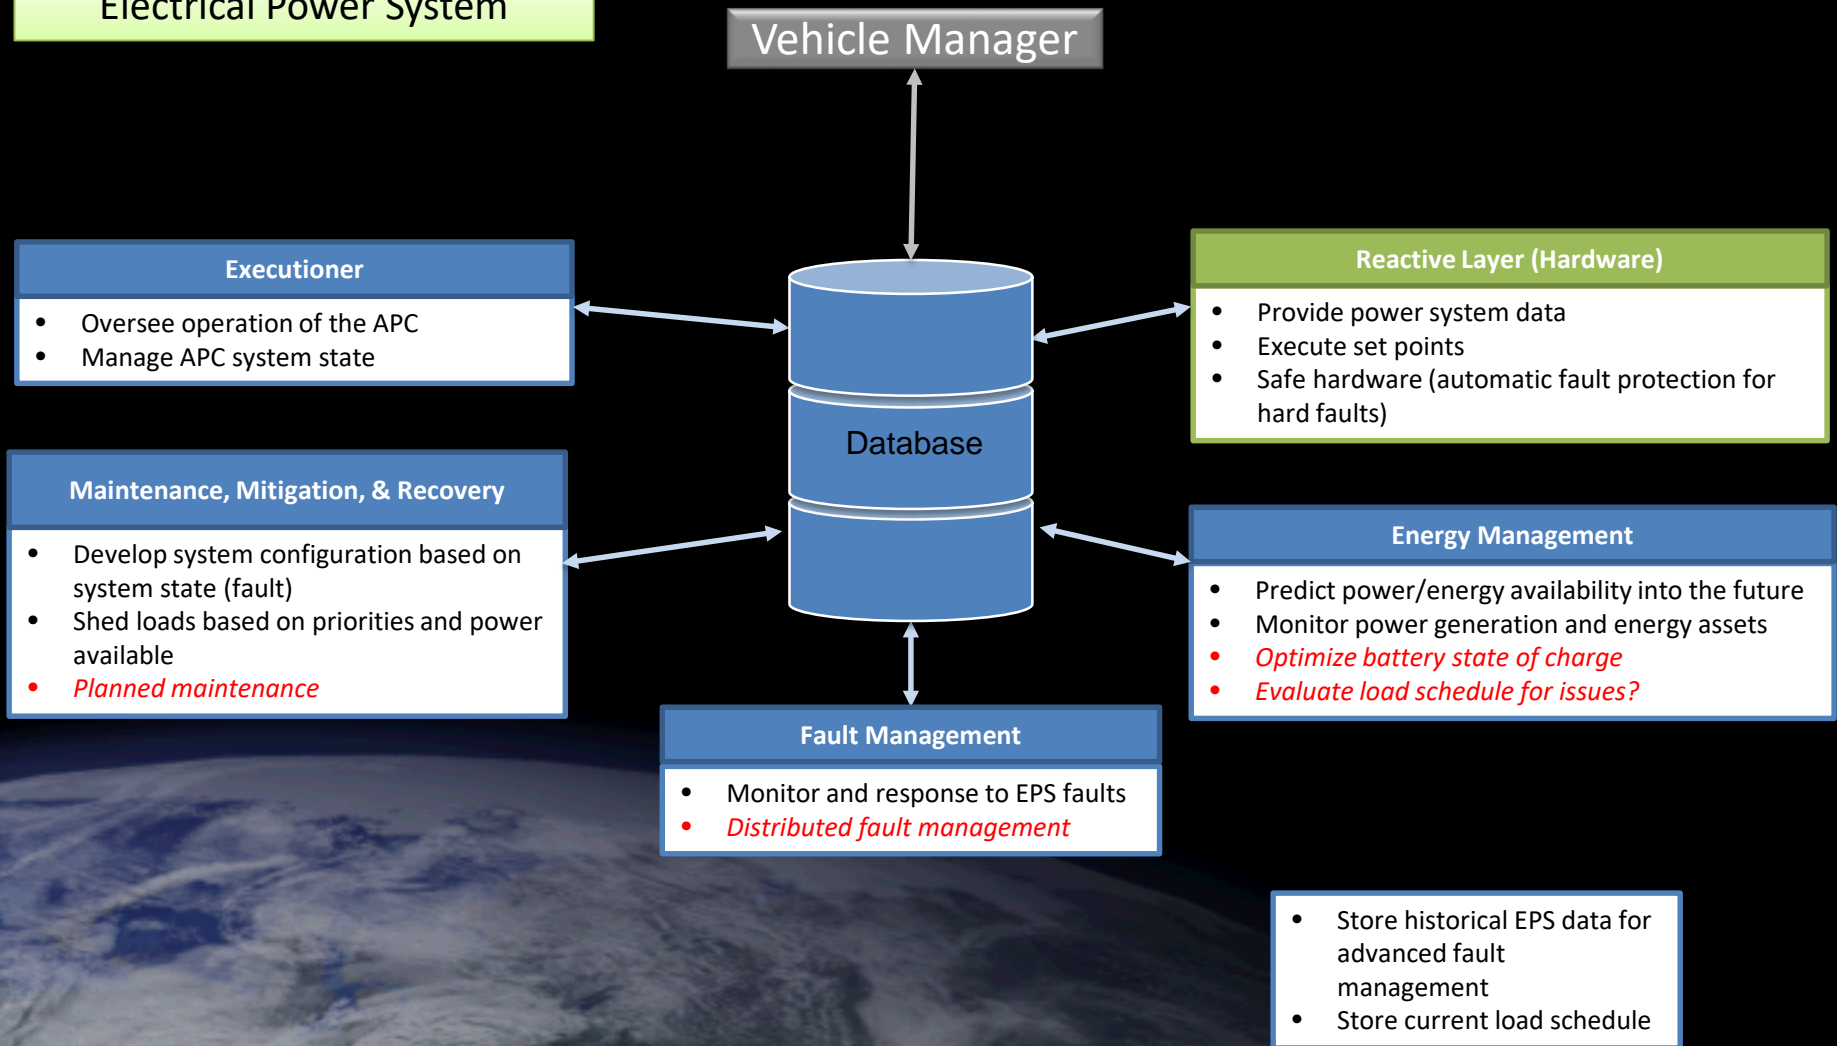 Electrical Power System
Vehicle Manager
Executioner
• Oversee operation of the APC
• Manage APC system state
Reactive Layer (Hardware)
• Provide power system data
• Execute set points
• Safe hardware (automatic fault protection for
hard faults)
Database
Maintenance, Mitigation, & Recovery
• Develop system configuration based on
system state (fault)
• Shed loads based on priorities and power
available
• Planned maintenance
Energy Management
• Predict power/energy availability into the future
• Monitor power generation and energy assets
• Optimize battery state of charge
• Evaluate load schedule for issues?
Fault Management
• Monitor and response to EPS faults
• Distributed fault management
• Store historical EPS data for
advanced fault
management
• Store current load schedule